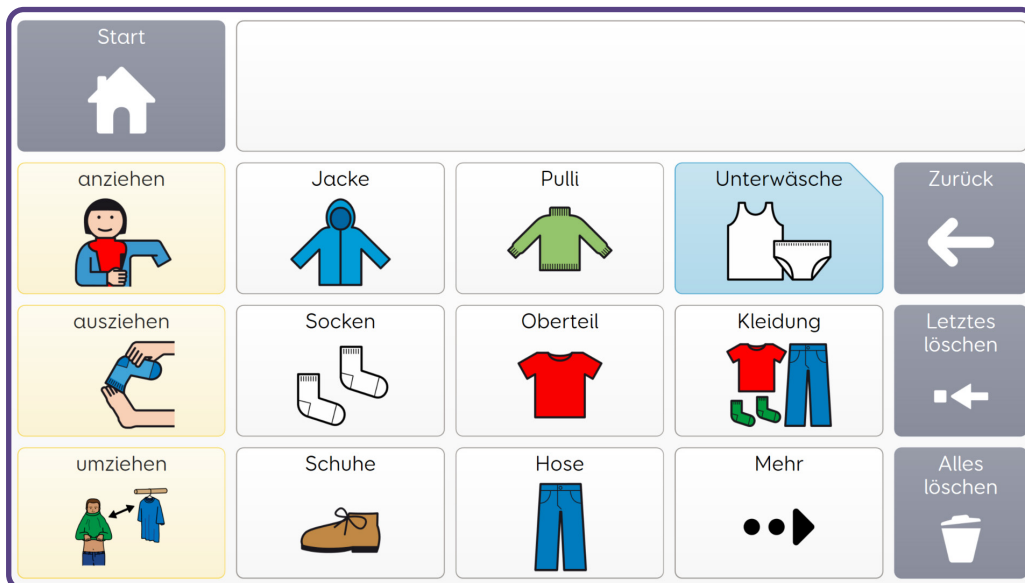 Start
anziehen
Jacke
Pulli
Unterwäsche
Zurück
ausziehen
Socken
Oberteil
Kleidung
Letztes
löschen
umziehen
Schuhe
Hose
Mehr
Alles
löschen